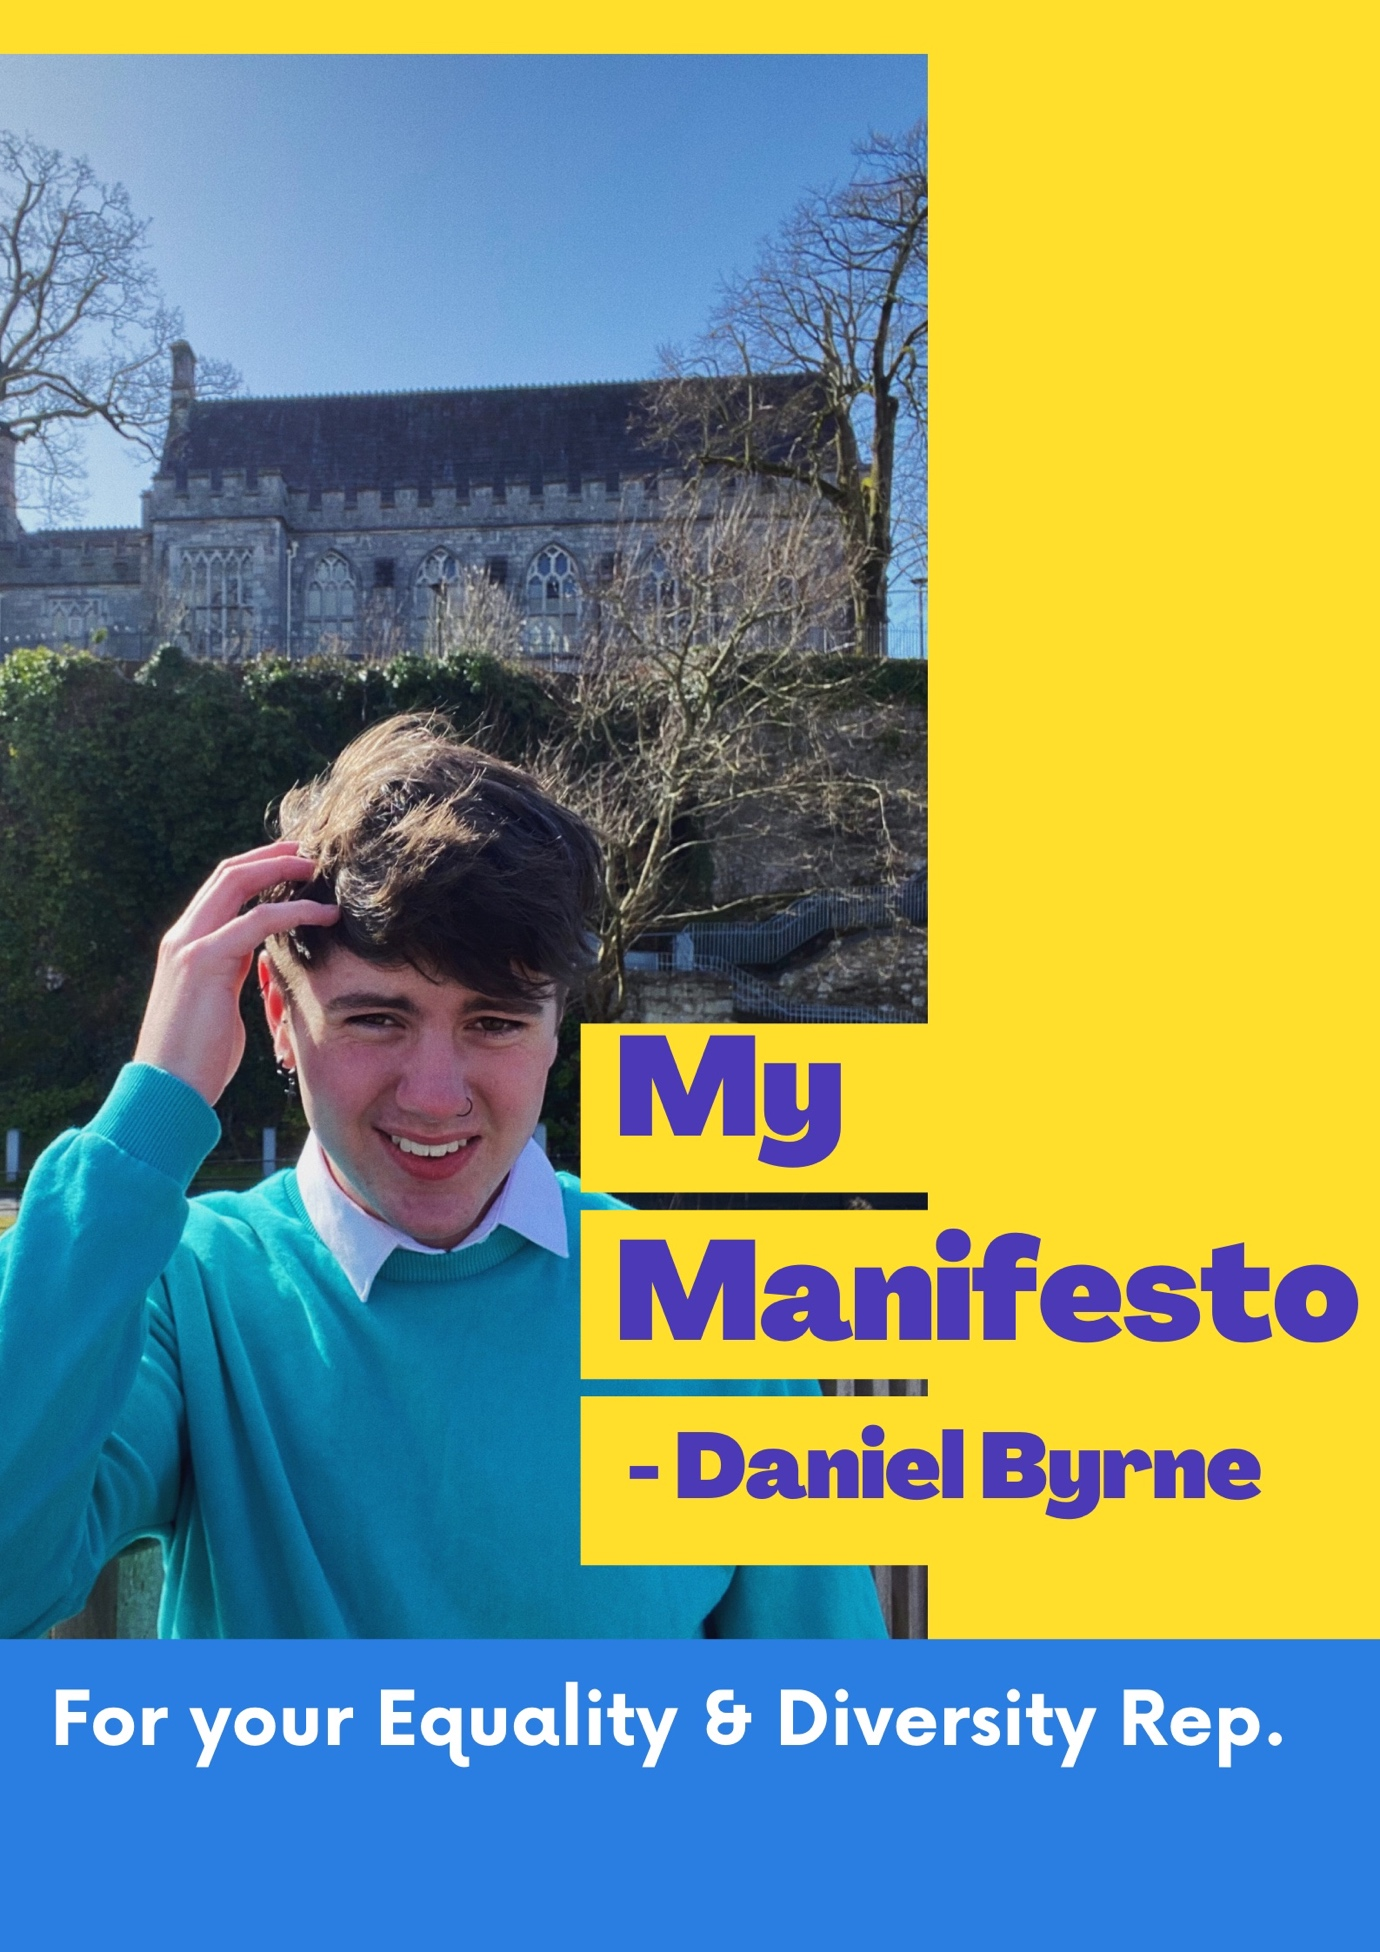 My
Manifesto
- Daniel Byrne
For your Equality & Diversity Rep.